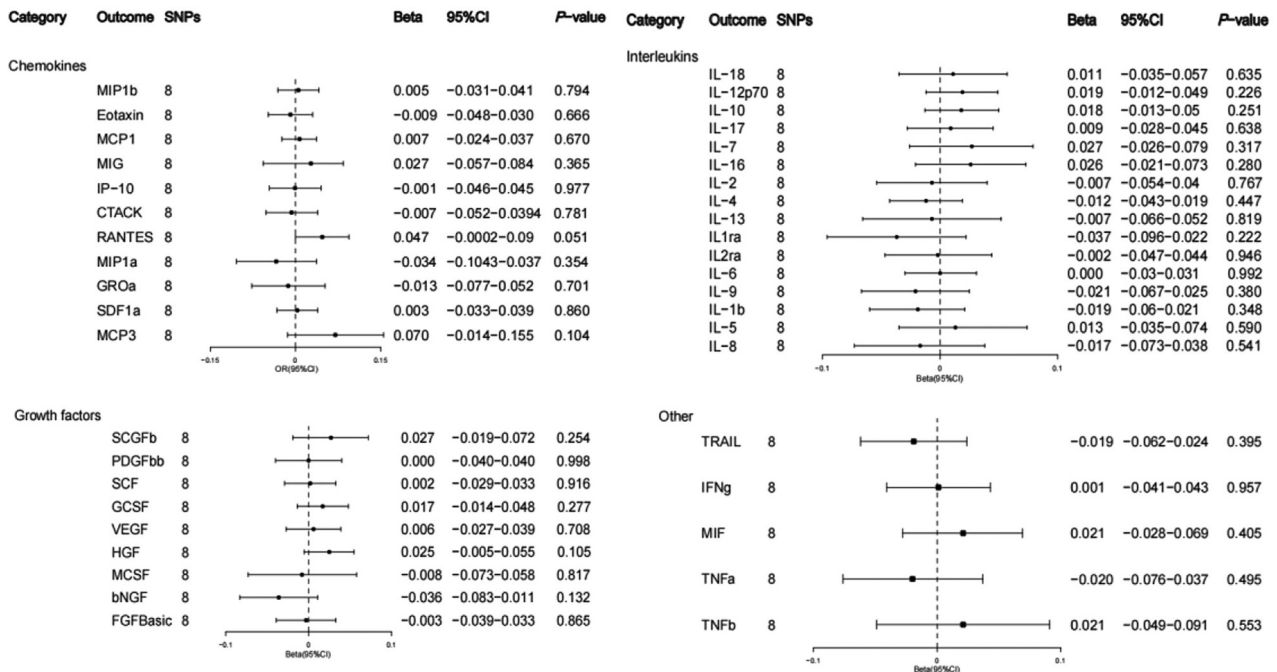 Category Outcome SNPs Beta 95%CI P−value
Chemokines
MIP1b 8 0.005 −0.031−0.041 0.794
Eotaxin 8 −0.009 −0.048−0.030 0.666
MCP1 8 0.007 −0.024−0.037 0.670
MIG 8 0.027 −0.057−0.084 0.365
IP−10 8 −0.001 −0.046−0.045 0.977
CTACK 8 −0.007 −0.052−0.0394 0.781
RANTES 8 0.047 −0.0002−0.09 0.051
MIP1a 8 −0.034 −0.1043−0.037 0.354
GROa 8 −0.013 −0.077−0.052 0.701
SDF1a 8 0.003 −0.033−0.039 0.860
MCP3 8 0.070 −0.014−0.155 0.104
−0.15 0 0.15
OR(95%CI)
Category Outcome SNPs Beta 95%CI P−value
Interleukins
IL−18 8 0.011 −0.035−0.057 0.635
IL−12p70 8 0.019 −0.012−0.049 0.226
IL−10 8 0.018 −0.013−0.05 0.251
IL−17 8 0.009 −0.028−0.045 0.638
IL−7 8 0.027 −0.026−0.079 0.317
IL−16 8 0.026 −0.021−0.073 0.280
IL−2 8 −0.007 −0.054−0.04 0.767
IL−4 8 −0.012 −0.043−0.019 0.447
IL−13 8 −0.007 −0.066−0.052 0.819
IL1ra 8 −0.037 −0.096−0.022 0.222
IL2ra 8 −0.002 −0.047−0.044 0.946
IL−6 8 0.000 −0.03−0.031 0.992
IL−9 8 −0.021 −0.067−0.025 0.380
IL−1b 8 −0.019 −0.06−0.021 0.348
IL−5 8 0.013 −0.035−0.074 0.590
IL−8 8 −0.017 −0.073−0.038 0.541
−0.1 0 0.1
Beta(95%CI)
Growth factors
SCGFb 8 0.027 −0.019−0.072 0.254
PDGFbb 8 0.000 −0.040−0.040 0.998
SCF 8 0.002 −0.029−0.033 0.916
GCSF 8 0.017 −0.014−0.048 0.277
VEGF 8 0.006 −0.027−0.039 0.708
HGF 8 0.025 −0.005−0.055 0.105
MCSF 8 −0.008 −0.073−0.058 0.817
bNGF 8 −0.036 −0.083−0.011 0.132
FGFBasic 8 −0.003 −0.039−0.033 0.865
−0.1 0 0.1
Beta(95%CI)
Other
TRAIL 8 −0.019 −0.062−0.024 0.395
IFNg 8 0.001 −0.041−0.043 0.957
MIF 8 0.021 −0.028−0.069 0.405
TNFa 8 −0.020 −0.076−0.037 0.495
TNFb 8 0.021 −0.049−0.091 0.553
−0.1 0 0.1
Beta(95%CI)